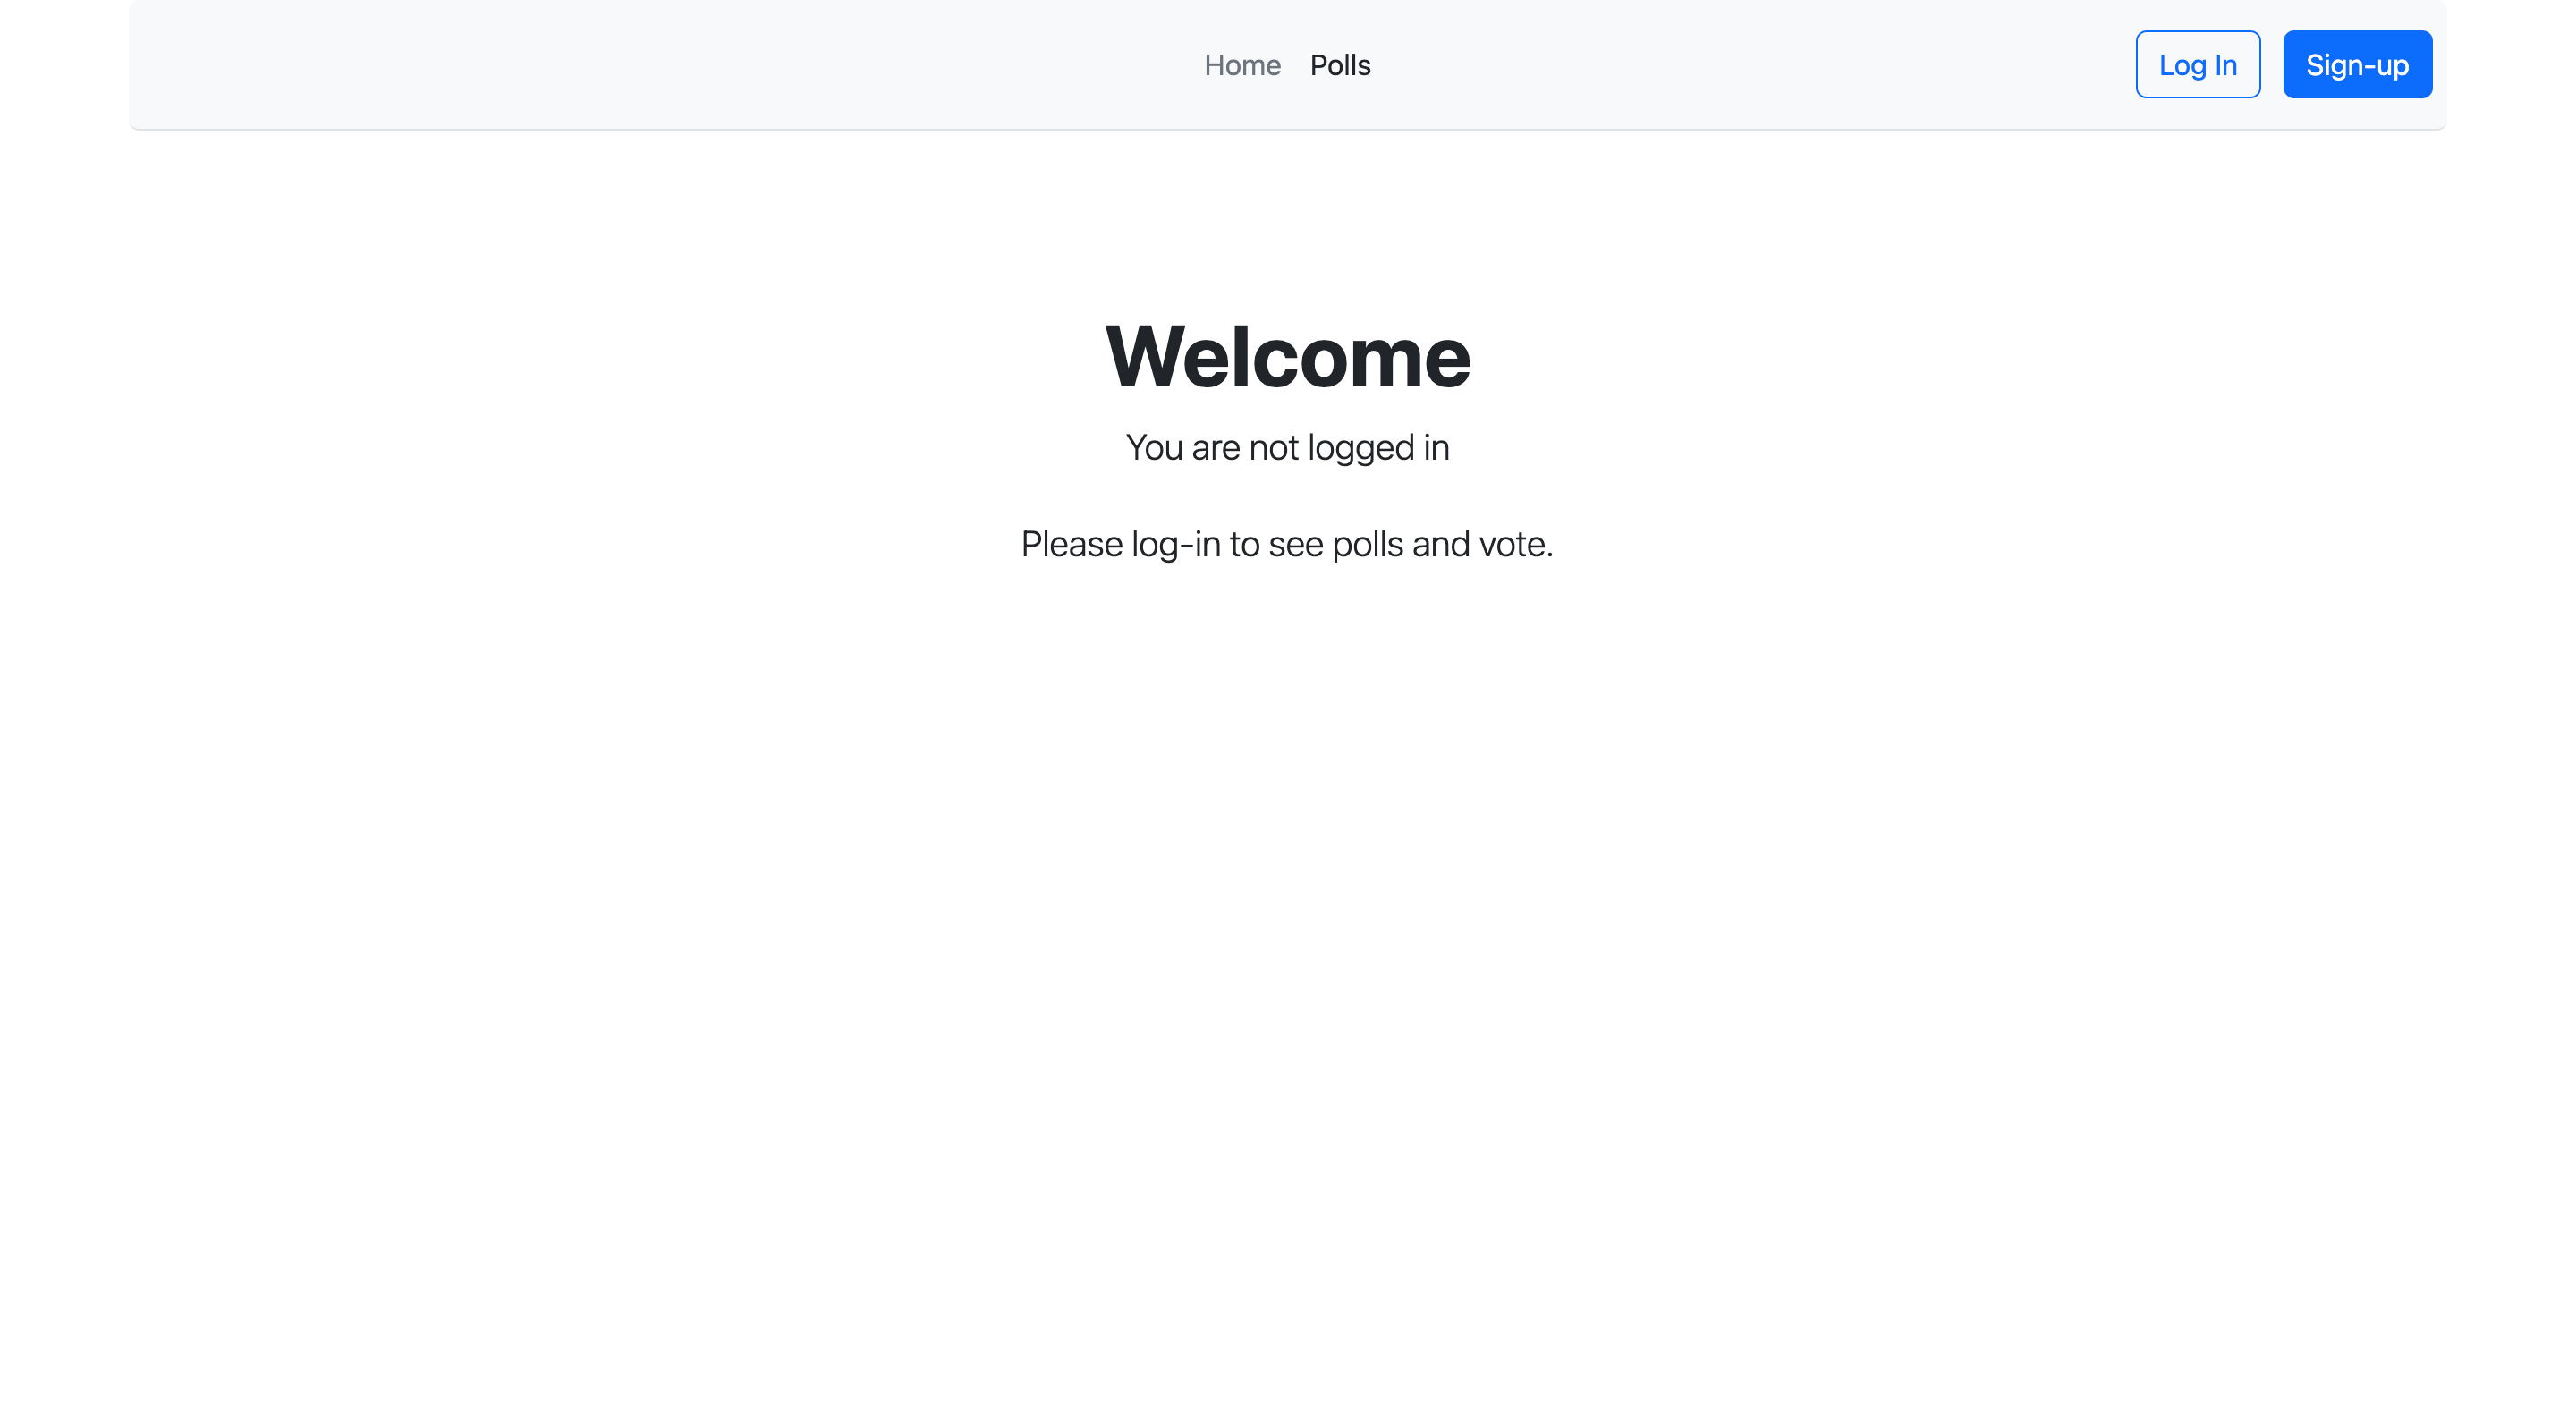 Home Polls Log In Sign-up
Welcome
You are not logged in
Please log-in to see polls and vote.